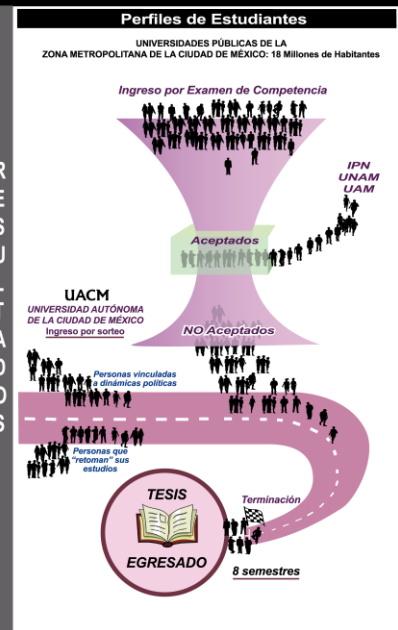 Perfiles de Estudiantes
UNIVERSIDADES PÚBLICAS DE LA
ZONA METROPOLITANA DE LA CIUDAD DE MÉXICO: 18 Millones de Habitantes
Ingreso por Examen de Competencia
IPN
UNAM
UAM
Aceptados
RESULTADOS
UACM
UNIVERSIDAD AUTÓNOMA
DE LA CIUDAD DE MÉXICO
Ingreso por sorteo
NO Aceptados
Personas vinculadas
a dinámicas políticas
Personas que
"retoman" sus
estudios
TESIS
EGRESADO
Terminación
8 semestres